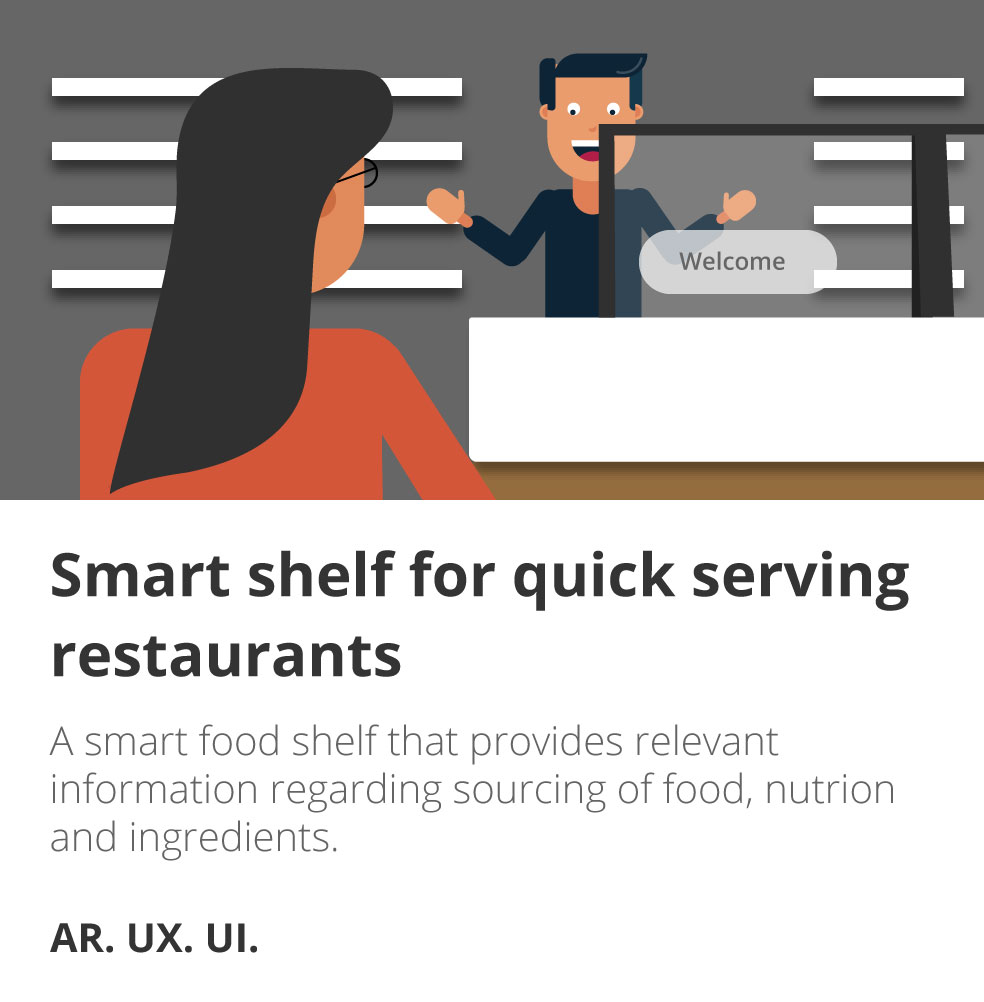 Welcome
Smart shelf for quick serving
restaurants
A smart food shelf that provides relevant
information regarding sourcing of food, nutrion
and ingredients.
AR. UX. UI.